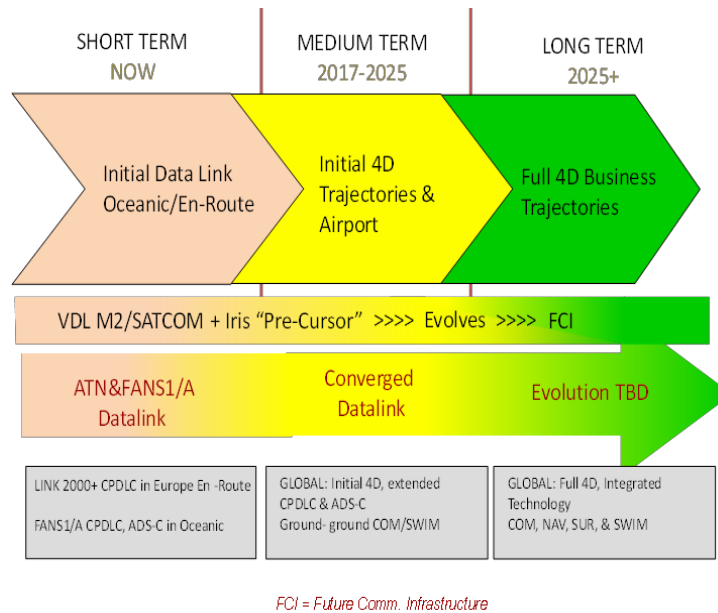 SHORT TERM
NOW
MEDIUM TERM
2017-2025
LONG TERM
2025+
Initial Data Link
Oceanic/En-Route
Initial 4D
Trajectories &
Airport
Full 4D Business
Trajectories
VDL M2/SATCOM + Iris “Pre-Cursor” >>>> Evolves >>>> FCI
ATN&FANS1/A
Datalink
Converged
Datalink
Evolution TBD
LINK 2000+ CPDLC in Europe En -Route
FANS1/A CPDLC, ADS-C in Oceanic
GLOBAL: Initial 4D, extended
CPDLC & ADS-C
Ground- ground COM/SWIM
GLOBAL: Full 4D, Integrated
Technology
COM, NAV, SUR, & SWIM
FCI = Future Comm. Infrastructure